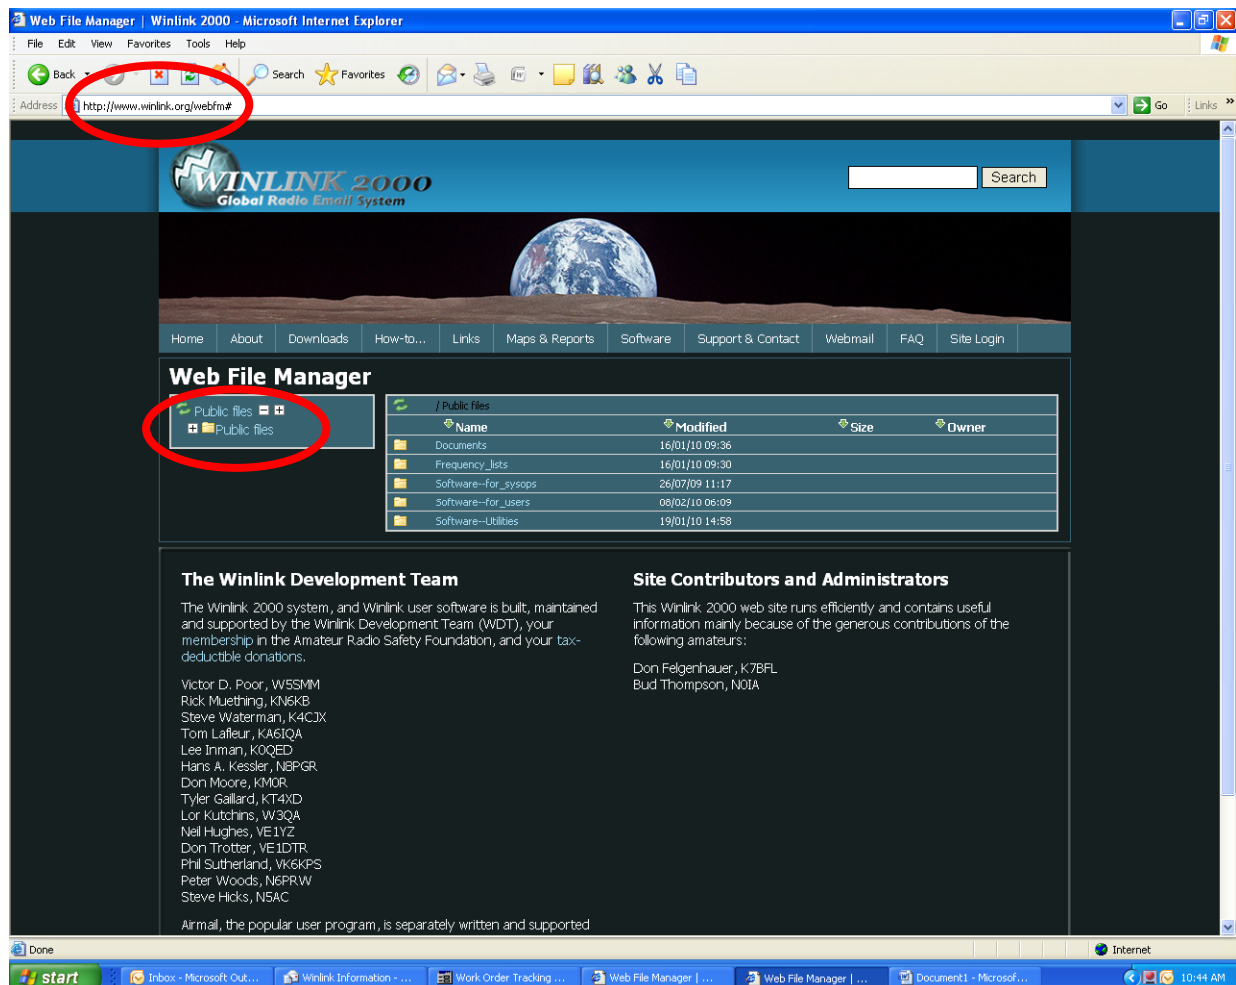 Web File Manager | Winlink 2000 - Microsoft Internet Explorer
File Edit View Favorites Tools Help
Back Search Favorites
Address http://www.winlink.org/webfm# Go Links »
WINLINK 2000
Global Radio Email System
Search
Home About Downloads How-to... Links Maps & Reports Software Support & Contact Webmail FAQ Site Login
Web File Manager
Public files
Public files
/ Public files
Name Modified Size Owner
Documents 16/01/10 09:36
Frequency_lists 16/01/10 09:30
Software--for_sysops 26/07/09 11:17
Software--for_users 08/02/10 06:09
Software--Utilities 19/01/10 14:58
The Winlink Development Team
The Winlink 2000 system, and Winlink user software is built, maintained
and supported by the Winlink Development Team (WDT), your
membership in the Amateur Radio Safety Foundation, and your tax-
deductible donations.
Victor D. Poor, W5SMM
Rick Muething, KN6KB
Steve Waterman, K4CJX
Tom Lafleur, KA6IQA
Lee Inman, K0QED
Hans A. Kessler, N8PGR
Don Moore, KM0R
Tyler Gaillard, KT4XD
Lor Kutchins, W3QA
Neil Hughes, VE1YZ
Don Trotter, VE1DTR
Phil Sutherland, VK6KPS
Peter Woods, N6PRW
Steve Hicks, N5AC
Airmail, the popular user program, is separately written and supported
Site Contributors and Administrators
This Winlink 2000 web site runs efficiently and contains useful
information mainly because of the generous contributions of the
following amateurs:
Don Felgenhauer, K7BFL
Bud Thompson, N0IA
Done Internet
start Inbox - Microsoft Out... Winlink Information - ... Work Order Tracking ... Web File Manager | ... Web File Manager | ... Document1 - Microsof... 10:44 AM